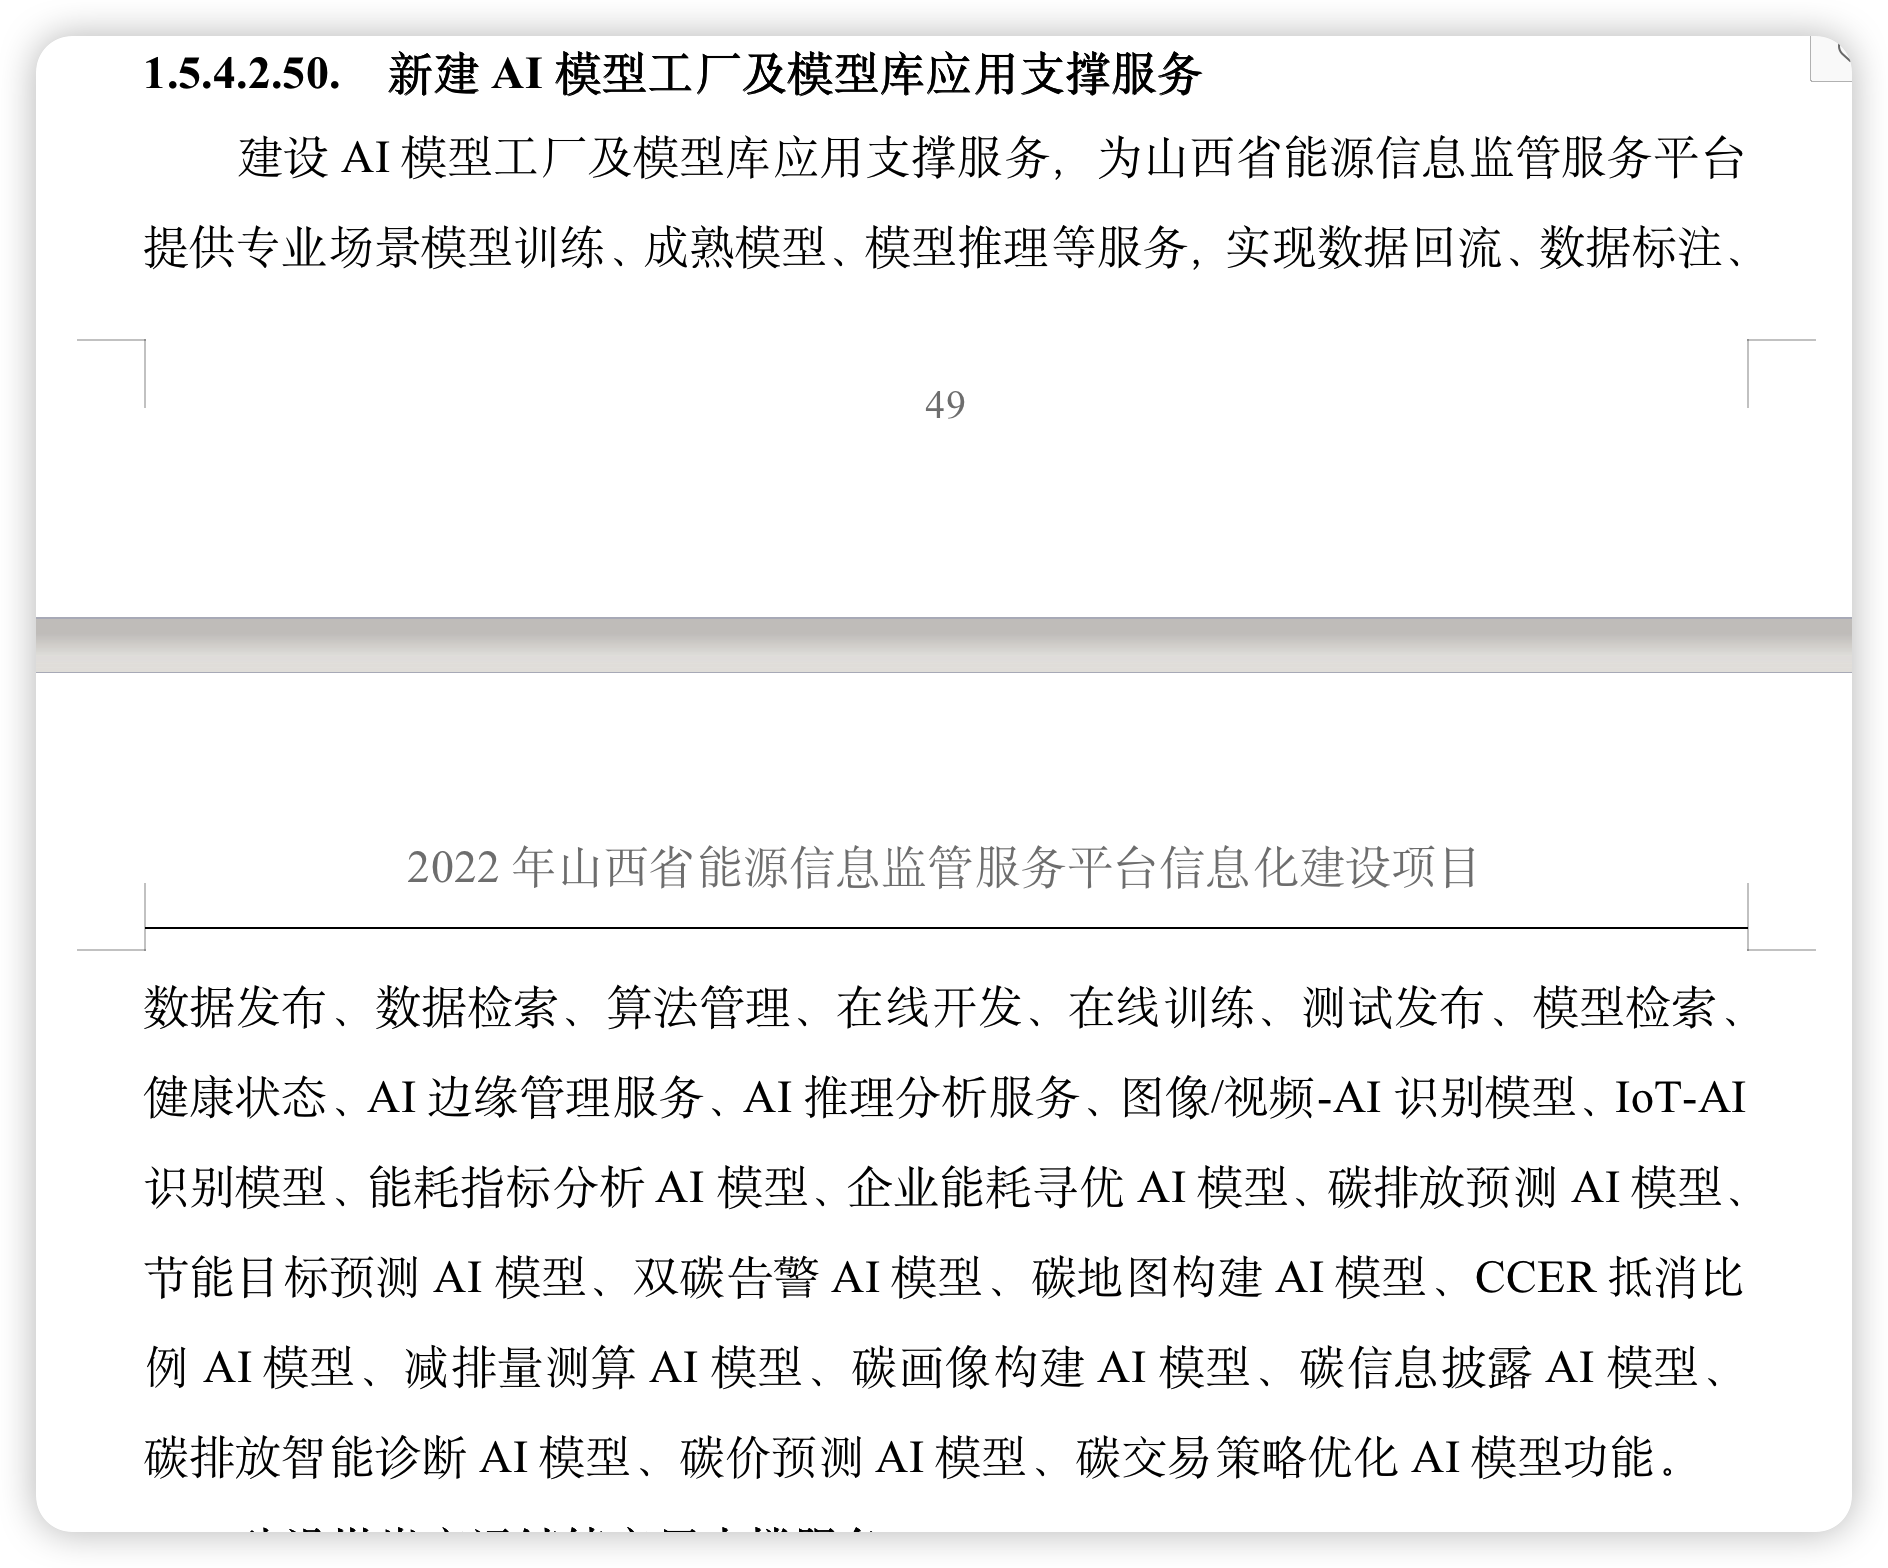 1.5.4.2.50. 新建 AI 模型工厂及模型库应用支撑服务
建设 AI 模型工厂及模型库应用支撑服务，为山西省能源信息监管服务平台
提供专业场景模型训练、成熟模型、模型推理等服务，实现数据回流、数据标注、
49
2022 年山西省能源信息监管服务平台信息化建设项目
数据发布、数据检索、算法管理、在线开发、在线训练、测试发布、模型检索、
健康状态、AI 边缘管理服务、AI 推理分析服务、图像/视频-AI 识别模型、IoT-AI
识别模型、能耗指标分析 AI 模型、企业能耗寻优 AI 模型、碳排放预测 AI 模型、
节能目标预测 AI 模型、双碳告警 AI 模型、碳地图构建 AI 模型、CCER 抵消比
例 AI 模型、减排量测算 AI 模型、碳画像构建 AI 模型、碳信息披露 AI 模型、
碳排放智能诊断 AI 模型、碳价预测 AI 模型、碳交易策略优化 AI 模型功能。